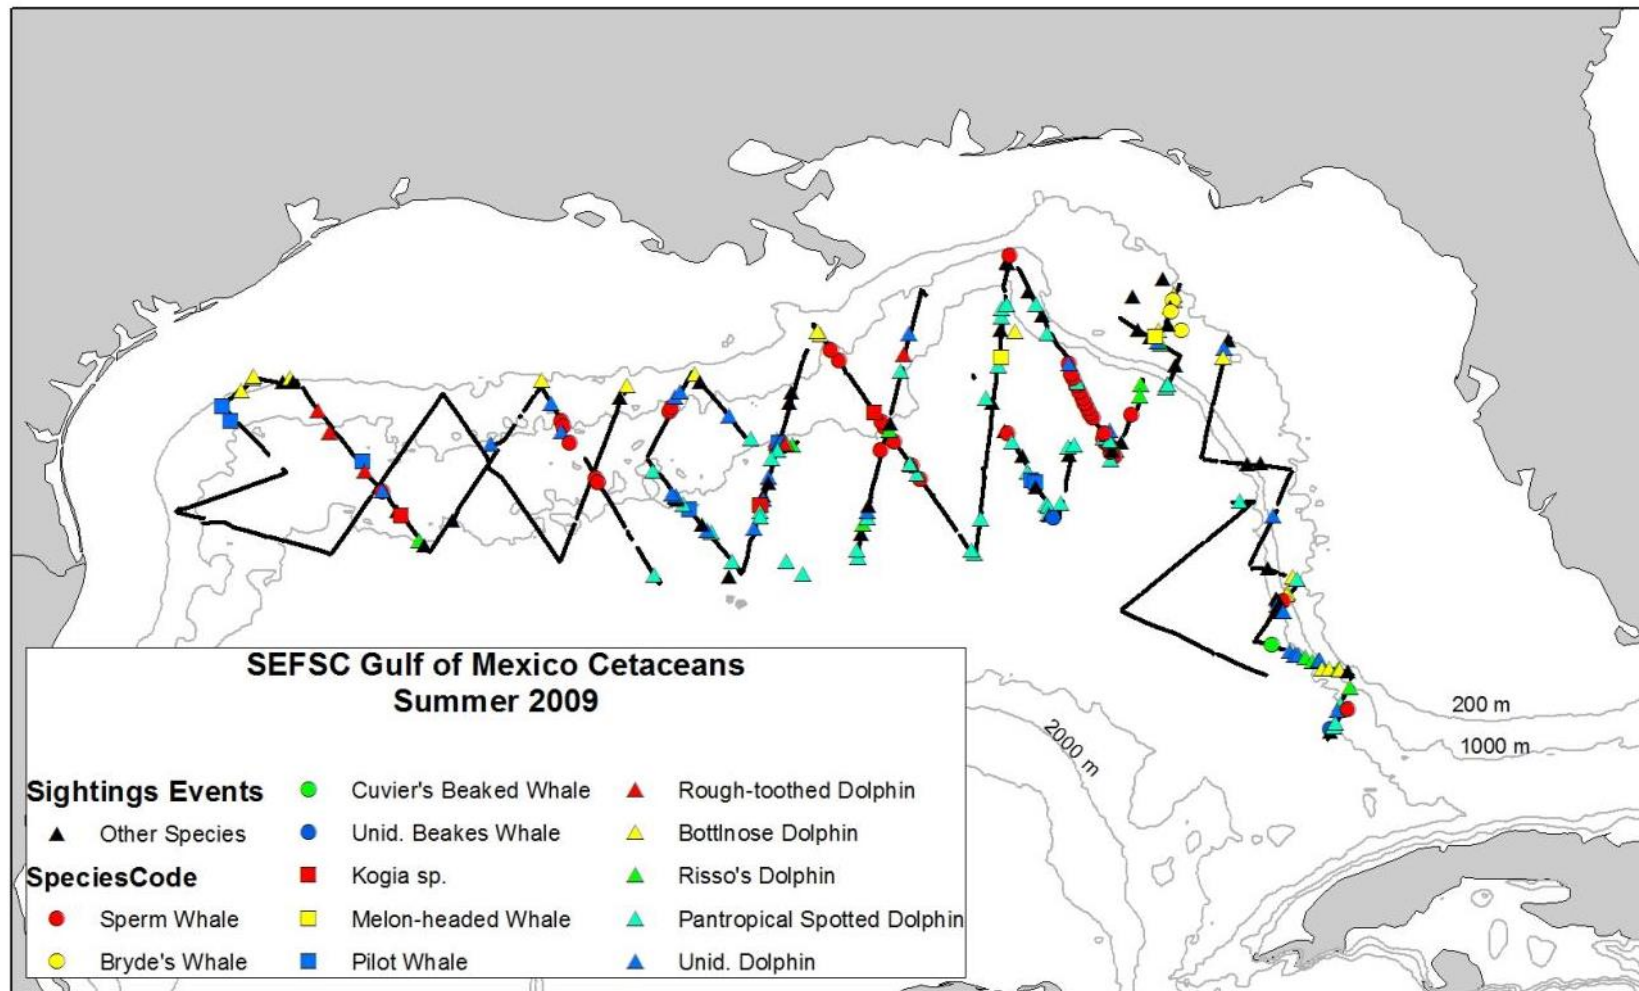 200 m
1000 m
2000 m
SEFSC Gulf of Mexico Cetaceans
Summer 2009
Sightings Events
Other Species
SpeciesCode
Sperm Whale
Bryde's Whale
Cuvier's Beaked Whale
Unid. Beakes Whale
Kogia sp.
Melon-headed Whale
Pilot Whale
Rough-toothed Dolphin
Bottlnose Dolphin
Risso's Dolphin
Pantropical Spotted Dolphin
Unid. Dolphin